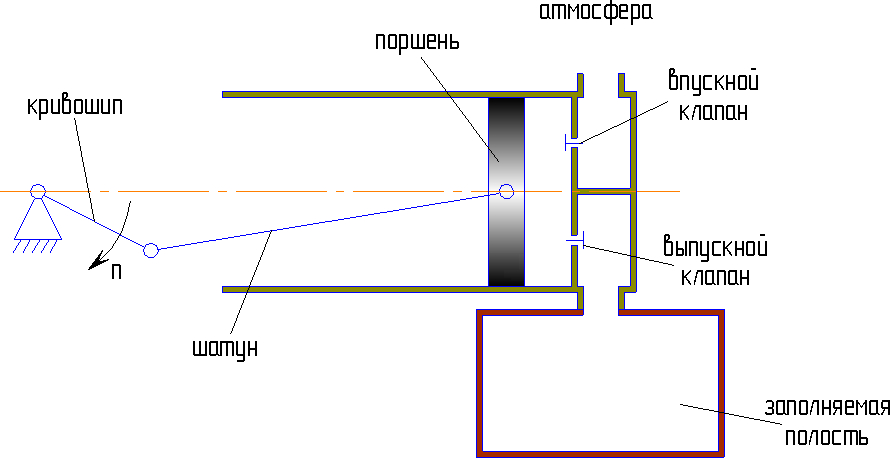 атмосфера
поршень
впускной
клапан
кривошип
n
выпускной
клапан
шатун
заполняемая
полость